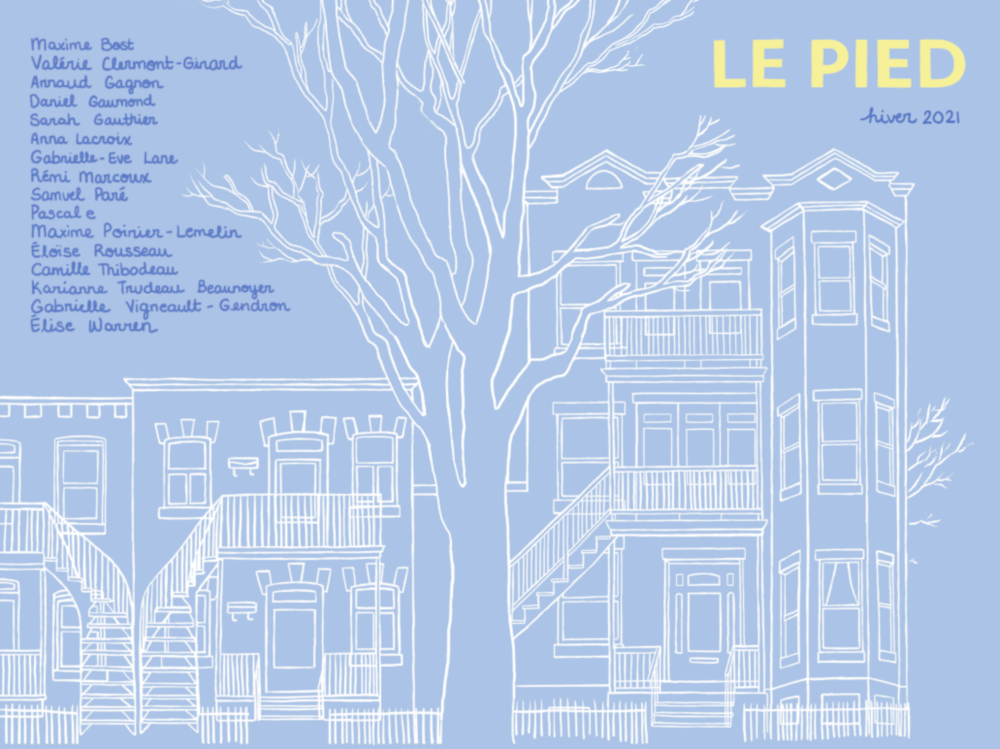 Maxime Bost
Valérie Clermont-Girard
Arnaud Gagnon
Daniel Gaumond
Sarah Gauthier
Anna Lacroix
Gabrielle-Eve Lane
Rémi Marcoux
Samuel Paré
Pascal e
Maxime Poirier-Lemelin
Éloïse Rousseau
Camille Thibodeau
Karianne Trudeau Beaunoyer
Gabrielle Vigneault-Gendron
Élise Warren
LE PIED
hiver 2021